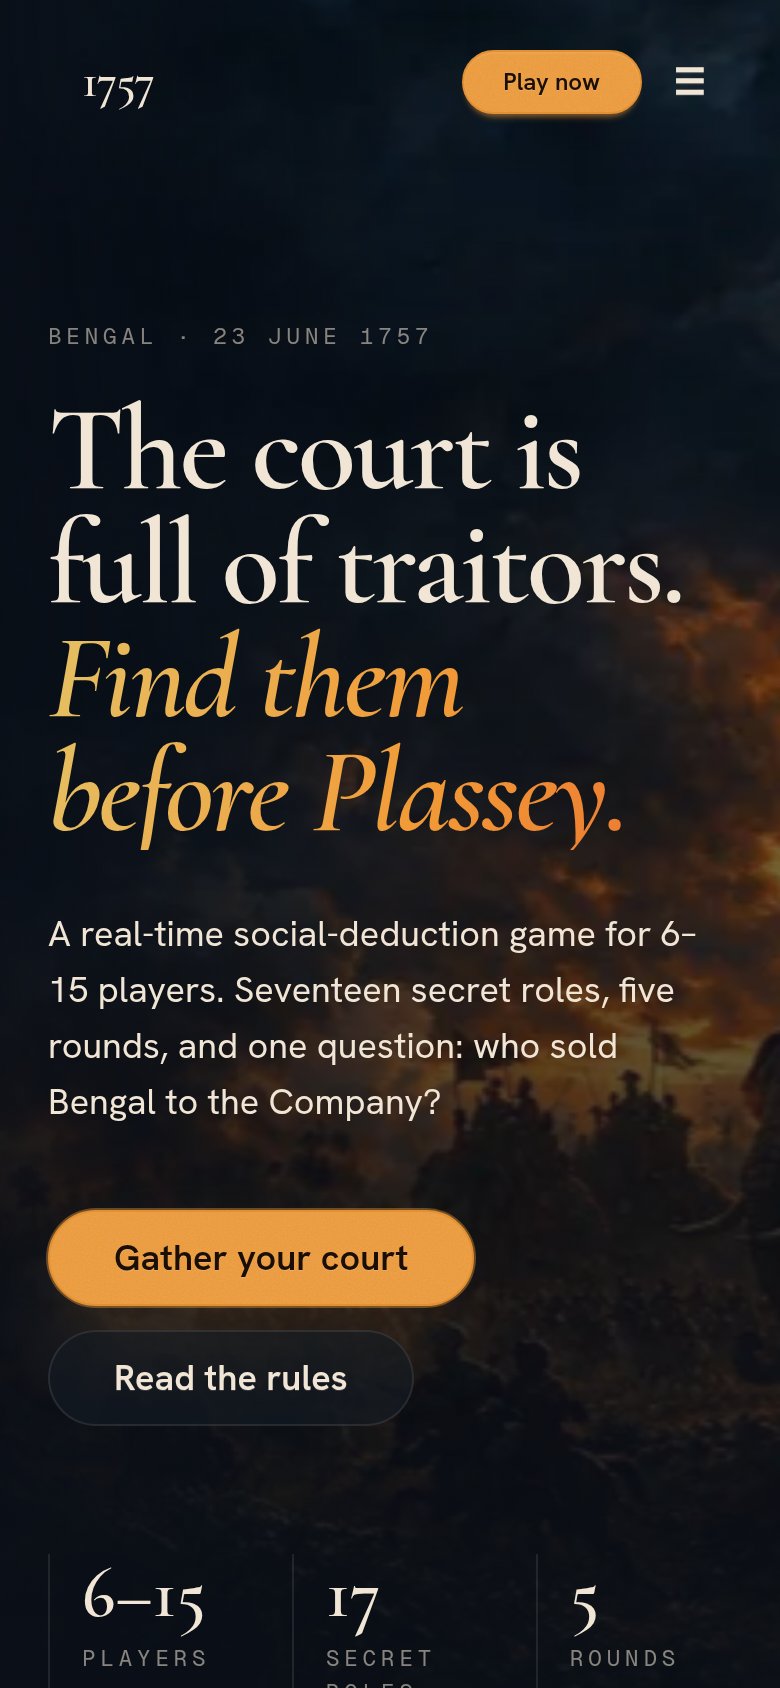 1757
Play now
BENGAL · 23 JUNE 1757
The court is
full of traitors.
Find them
before Plassey.
A real-time social-deduction game for 6–
15 players. Seventeen secret roles, five
rounds, and one question: who sold
Bengal to the Company?
Gather your court
Read the rules
6–15
PLAYERS
17
SECRET
ROLES
5
ROUNDS